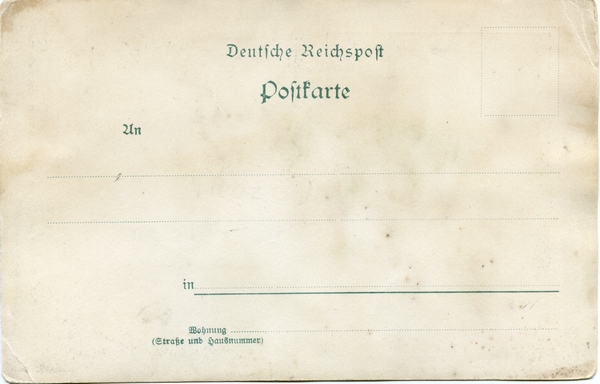 Deutsche Reichspost
Postkarte
An
in
Wohnung
(Straße und Hausnummer)